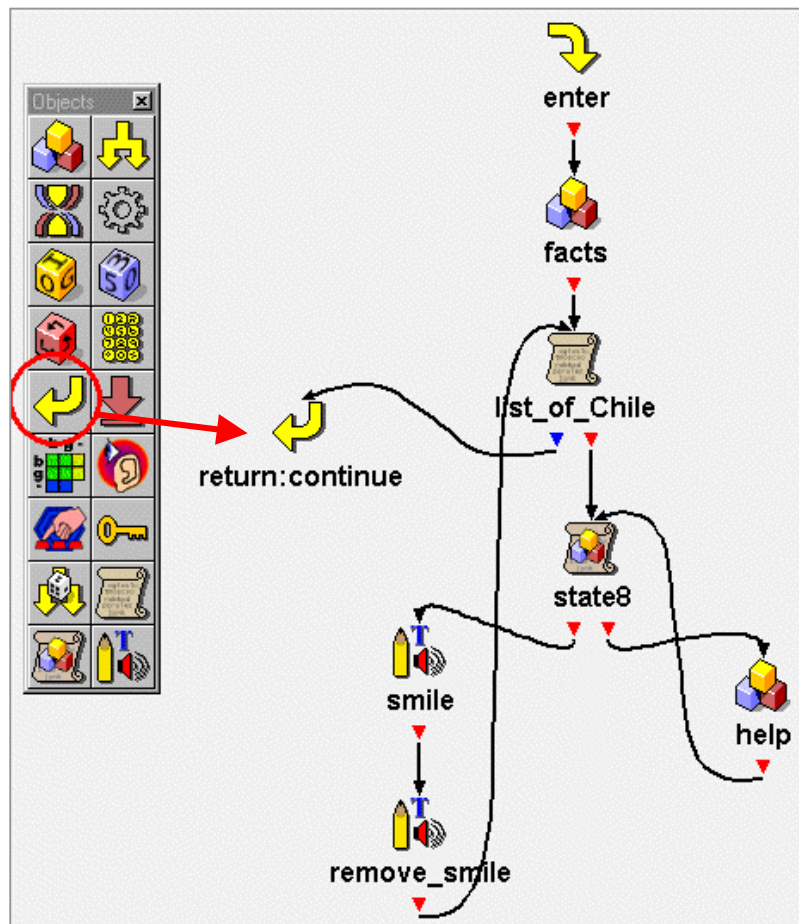 enter
Objects
facts
list_of_Chile
return:continue
state8
T
smile
help
T
remove_smile